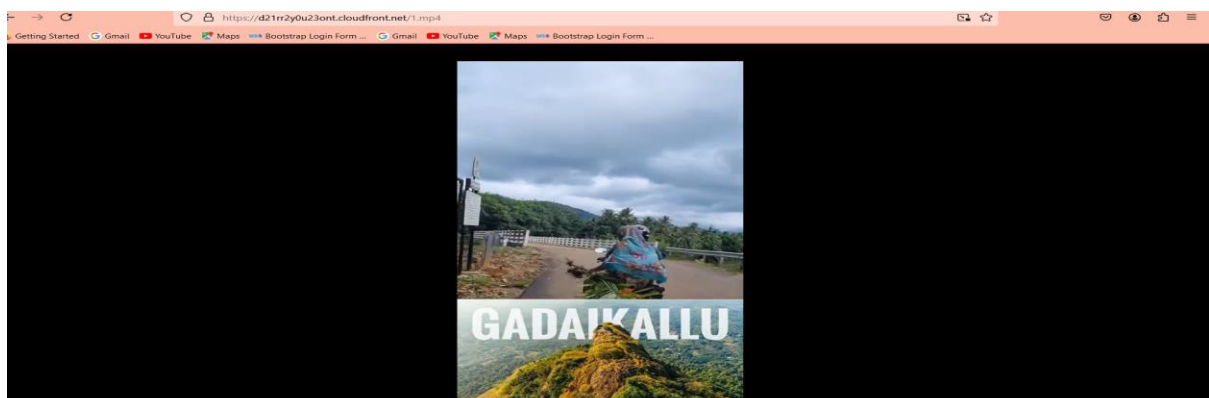 https://d21rr2y0u23ont.cloudfront.net/1.mp4
Getting Started Gmail YouTube Maps Bootstrap Login Form ... Gmail YouTube Maps Bootstrap Login Form ...
GADAIKALLU